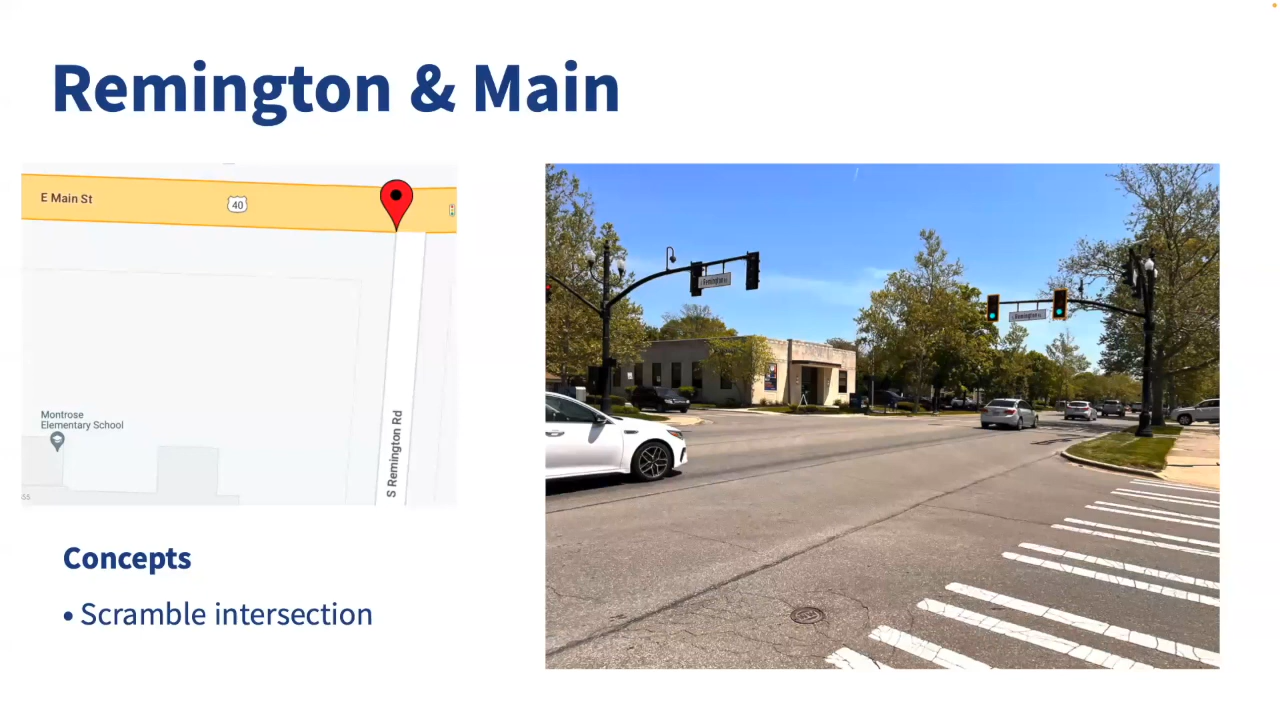 Remington & Main
E Main St
40
Montrose
Elementary School
S Remington Rd
Remington
Remington
Concepts
• Scramble intersection